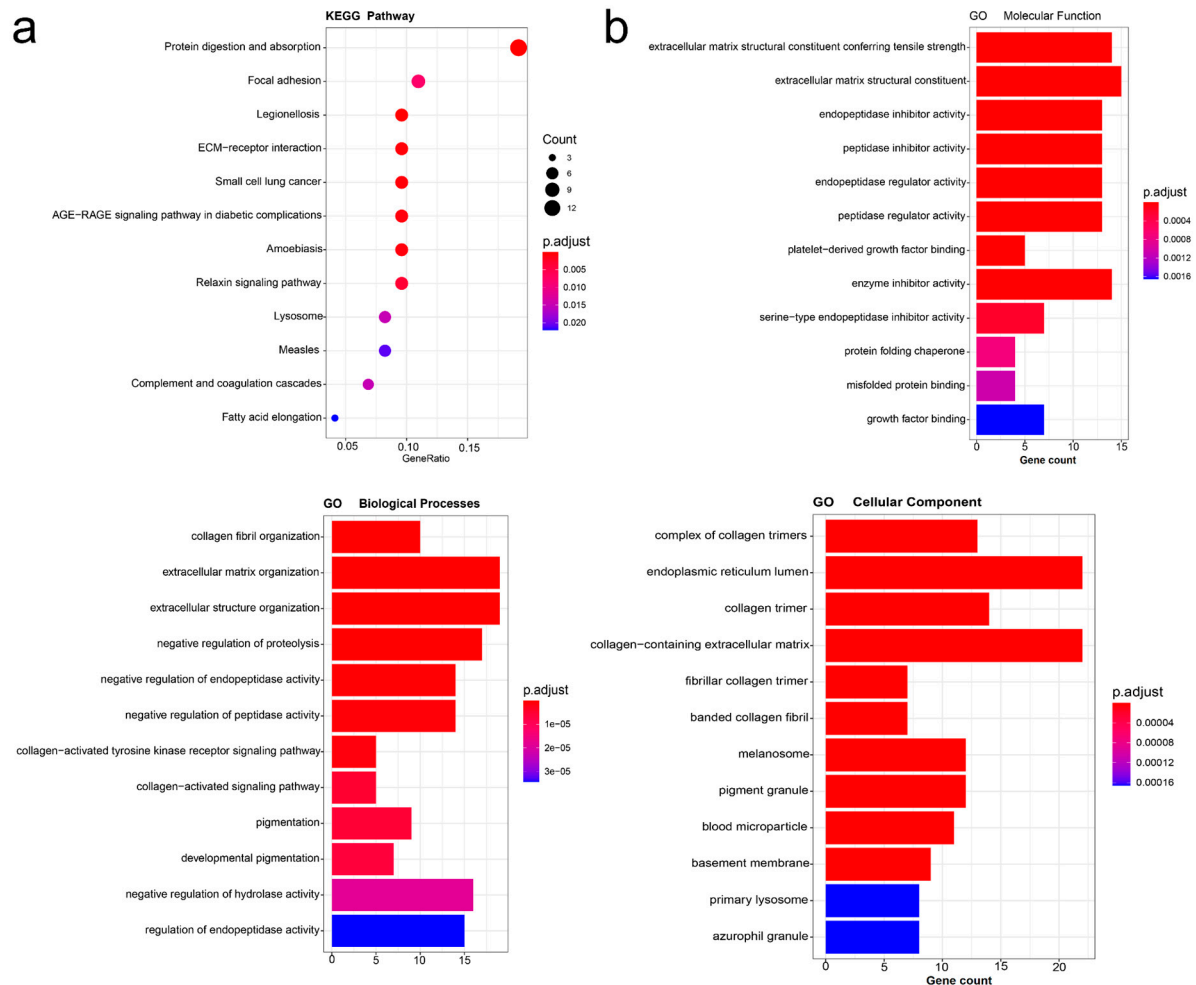 a
KEGG Pathway
Protein digestion and absorption
Focal adhesion
Legionellosis
ECM−receptor interaction
Small cell lung cancer
AGE−RAGE signaling pathway in diabetic complications
Amoebiasis
Relaxin signaling pathway
Lysosome
Measles
Complement and coagulation cascades
Fatty acid elongation
0.05 0.10 0.15
GeneRatio
Count
3
6
9
12
p.adjust
0.005
0.010
0.015
0.020
b
GO Molecular Function
extracellular matrix structural constituent conferring tensile strength
extracellular matrix structural constituent
endopeptidase inhibitor activity
peptidase inhibitor activity
endopeptidase regulator activity
peptidase regulator activity
platelet−derived growth factor binding
enzyme inhibitor activity
serine−type endopeptidase inhibitor activity
protein folding chaperone
misfolded protein binding
growth factor binding
0 5 10 15
Gene count
p.adjust
0.0004
0.0008
0.0012
0.0016
GO Biological Processes
collagen fibril organization
extracellular matrix organization
extracellular structure organization
negative regulation of proteolysis
negative regulation of endopeptidase activity
negative regulation of peptidase activity
collagen−activated tyrosine kinase receptor signaling pathway
collagen−activated signaling pathway
pigmentation
developmental pigmentation
negative regulation of hydrolase activity
regulation of endopeptidase activity
0 5 10 15
p.adjust
1e−05
2e−05
3e−05
GO Cellular Component
complex of collagen trimers
endoplasmic reticulum lumen
collagen trimer
collagen−containing extracellular matrix
fibrillar collagen trimer
banded collagen fibril
melanosome
pigment granule
blood microparticle
basement membrane
primary lysosome
azurophil granule
0 5 10 15 20
Gene count
p.adjust
0.00004
0.00008
0.00012
0.00016